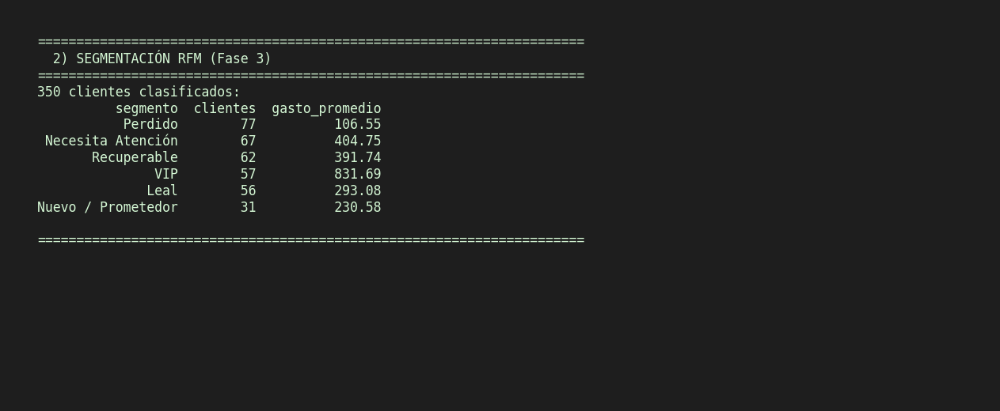 ======================================================================
  2) SEGMENTACIÓN RFM (Fase 3)
======================================================================
350 clientes clasificados:
          segmento  clientes  gasto_promedio
           Perdido        77          106.55
 Necesita Atención        67          404.75
       Recuperable        62          391.74
               VIP        57          831.69
              Leal        56          293.08
Nuevo / Prometedor        31          230.58
======================================================================